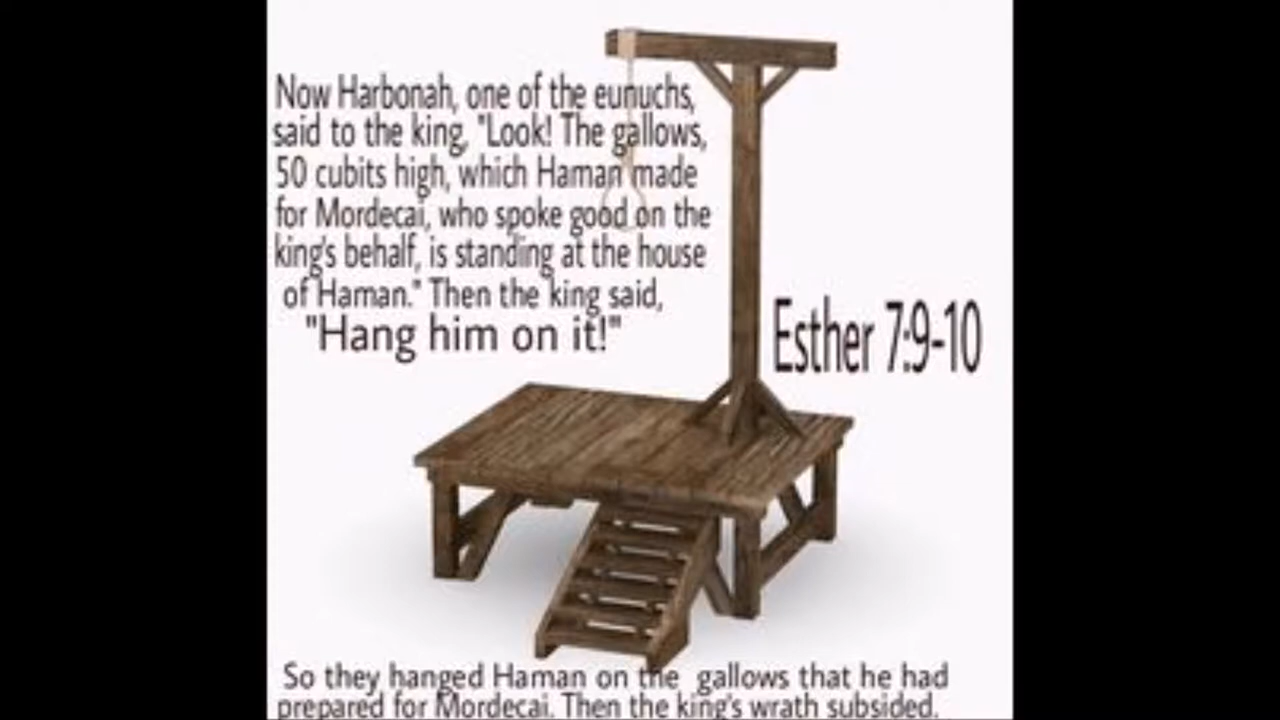 Now Harbonah, one of the eunuchs,
said to the king, "Look! The gallows,
50 cubits high, which Haman made
for Mordecai, who spoke good on the
king's behalf, is standing at the house
of Haman." Then the king said,
"Hang him on it!"
Esther 7:9-10
So they hanged Haman on the gallows that he had
prepared for Mordecai. Then the king's wrath subsided.